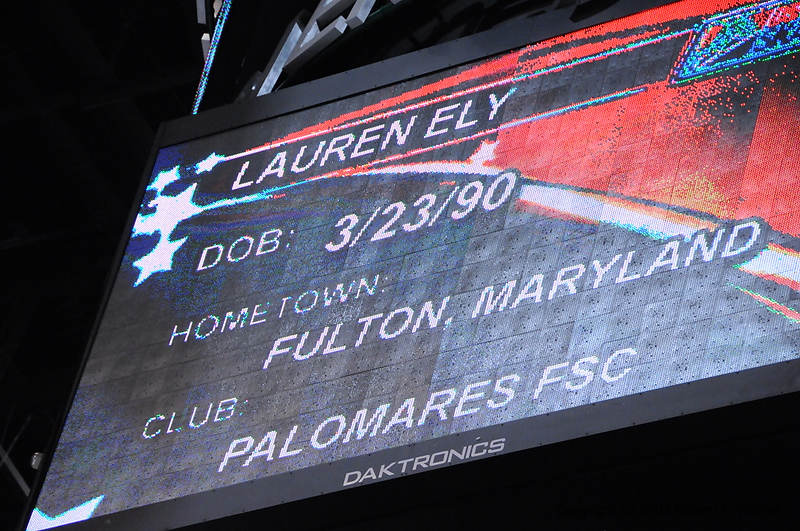 LAUREN ELY
DOB: 3/23/90
HOMETOWN:
FULTON, MARYLAND
CLUB:
PALOMARES FSC
DAKTRONICS